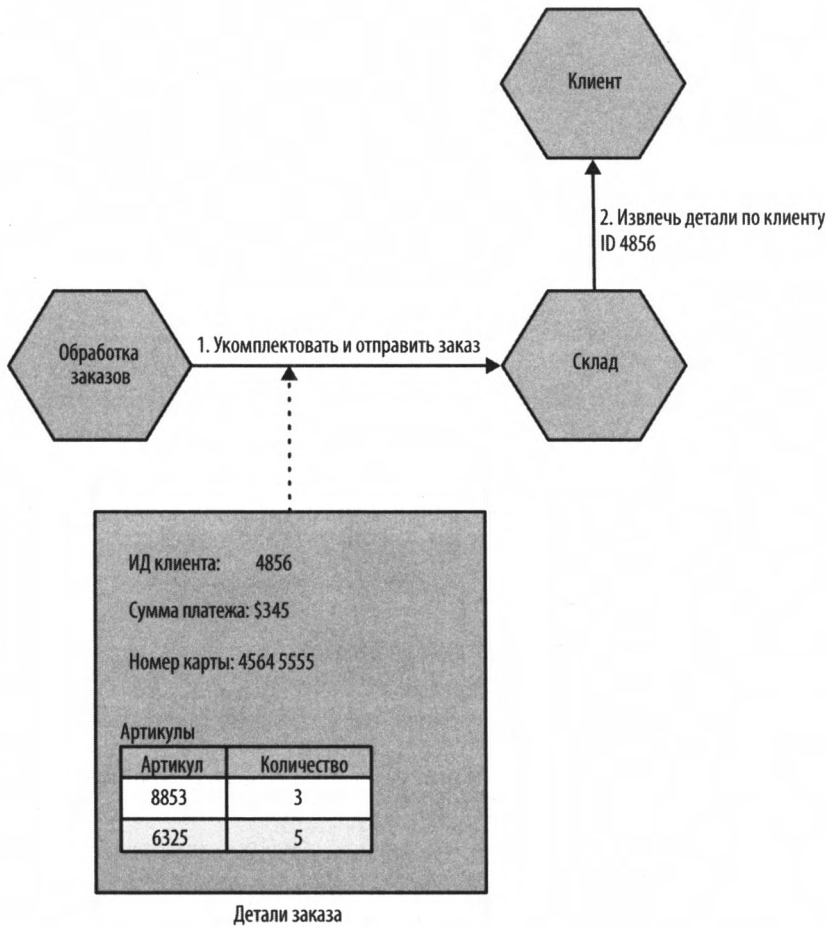 Клиент
2. Извлечь детали по клиенту
ID 4856
Обработка
заказов
1. Укомплектовать и отправить заказ
Склад
ИД клиента: 4856
Сумма платежа: $345
Номер карты: 4564 5555
Артикулы
Артикул Количество
8853 3
6325 5
Детали заказа